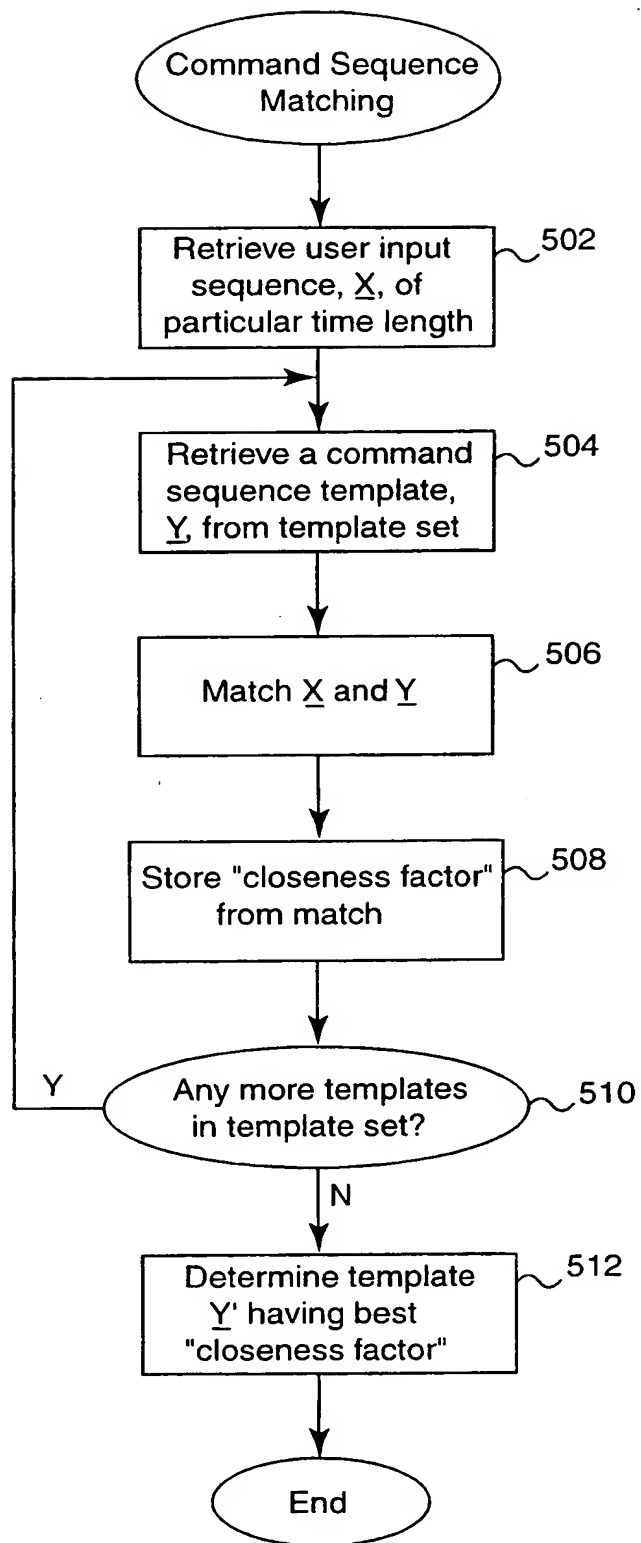 Command Sequence
Matching
502
Retrieve user input
sequence, X, of
particular time length
504
Retrieve a command
sequence template,
Y, from template set
506
Match X and Y
508
Store "closeness factor"
from match
Y
Any more templates
in template set?
510
N
512
Determine template
Y' having best
"closeness factor"
End